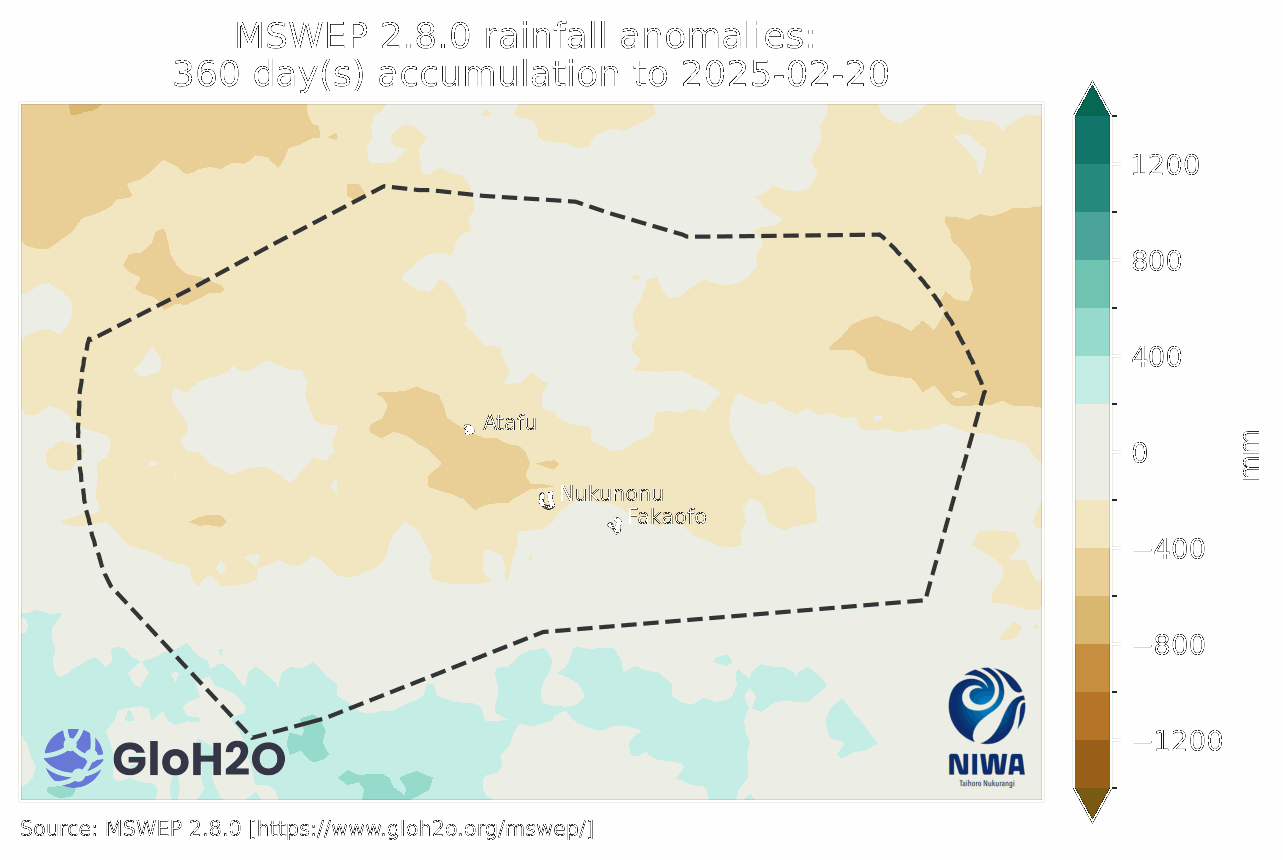 MSWEP 2.8.0 rainfall anomalies:
360 day(s) accumulation to 2025-02-20
1200
800
400
0
−400
−800
−1200
mm
Atafu
Nukunonu
Fakaofo
GloH2O
NIWA
Taihoro Nukurangi
Source: MSWEP 2.8.0 [https://www.gloh2o.org/mswep/]